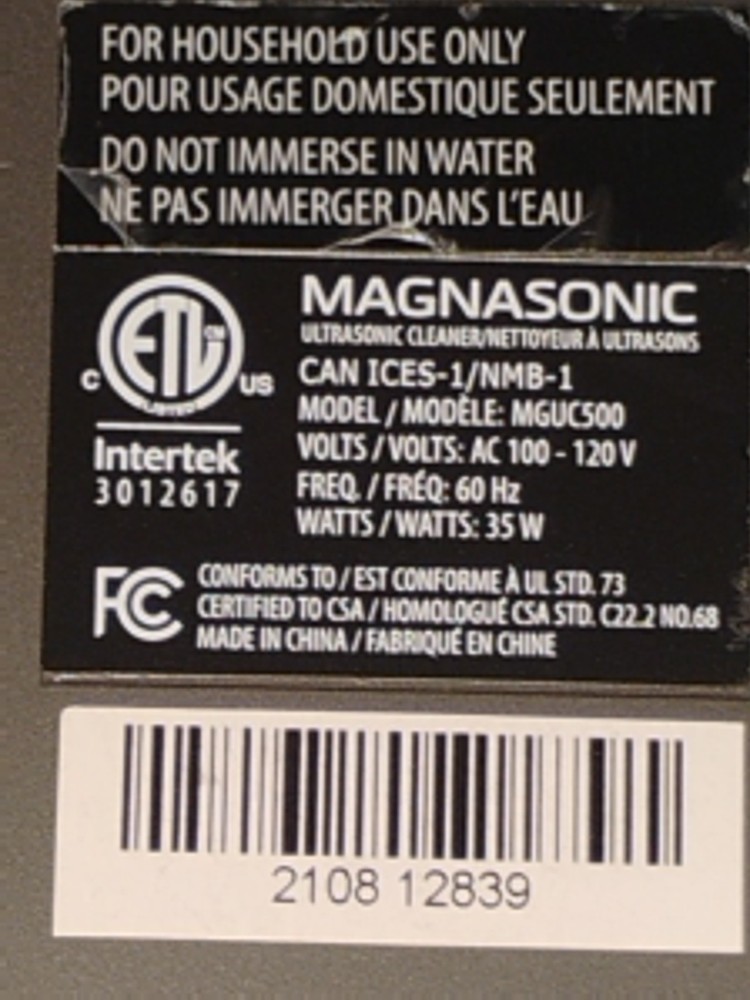 FOR HOUSEHOLD USE ONLY
POUR USAGE DOMESTIQUE SEULEMENT
DO NOT IMMERSE IN WATER
NE PAS IMMERGER DANS L'EAU
ETL CM
C US
LISTED
Intertek
3012617
MAGNASONIC
ULTRASONIC CLEANER/NETTOYEUR À ULTRASONS
CAN ICES-1/NMB-1
MODEL / MODÈLE: MGUC500
VOLTS / VOLTS: AC 100 - 120 V
FREQ. / FRÉQ: 60 Hz
WATTS / WATTS: 35 W
FC
CONFORMS TO / EST CONFORME À UL STD. 73
CERTIFIED TO CSA / HOMOLOGUÉ CSA STD. C22.2 NO.68
MADE IN CHINA / FABRIQUÉ EN CHINE
2108 12839